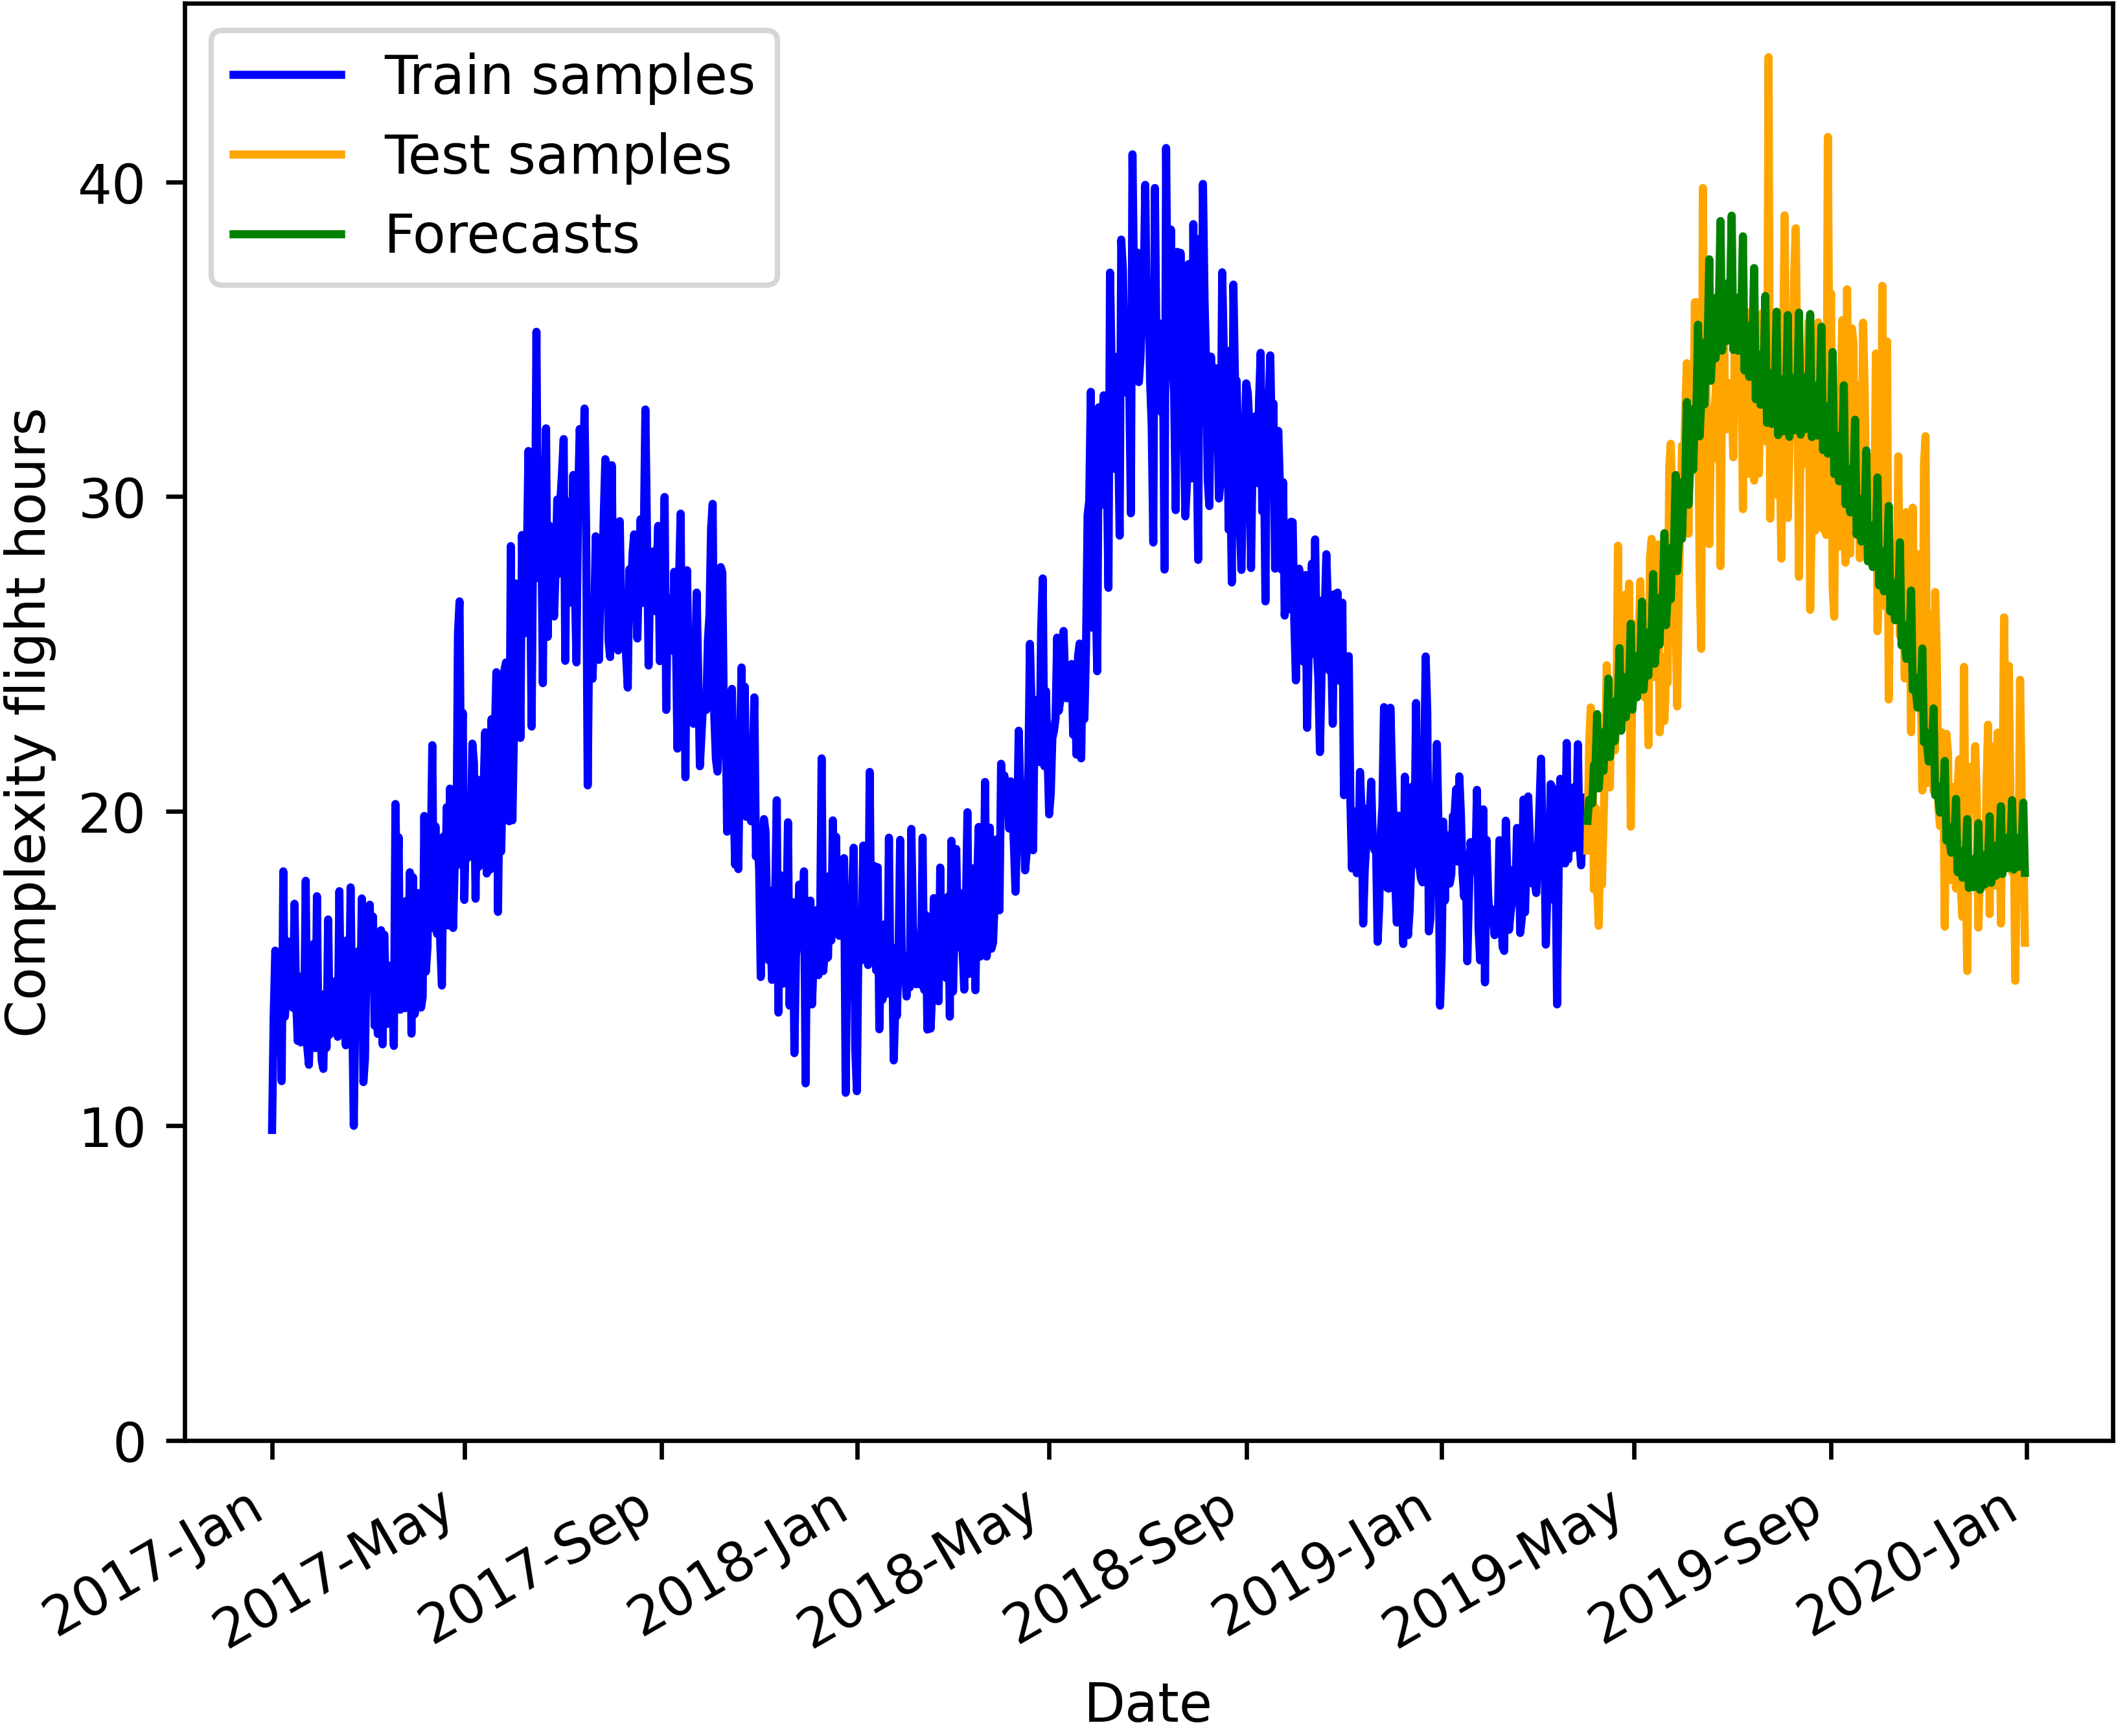 Train samples
Test samples
Forecasts
40
30
20
10
0
Complexity flight hours
2017-Jan
2017-May
2017-Sep
2018-Jan
2018-May
2018-Sep
2019-Jan
2019-May
2019-Sep
2020-Jan
Date